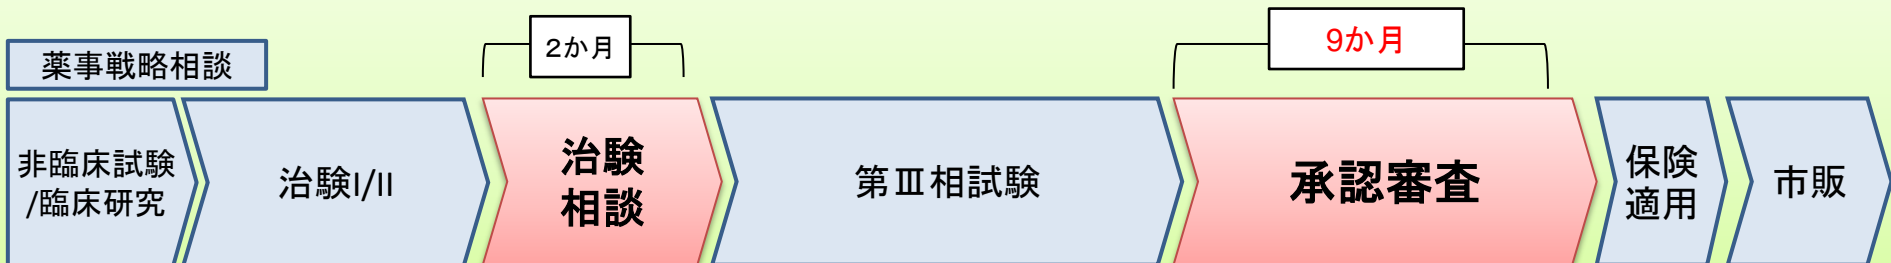 薬事戦略相談
2か月
9か月
非臨床試験
/臨床研究
治験I/II
治験
相談
第Ⅲ相試験
承認審査
保険
適用
市販